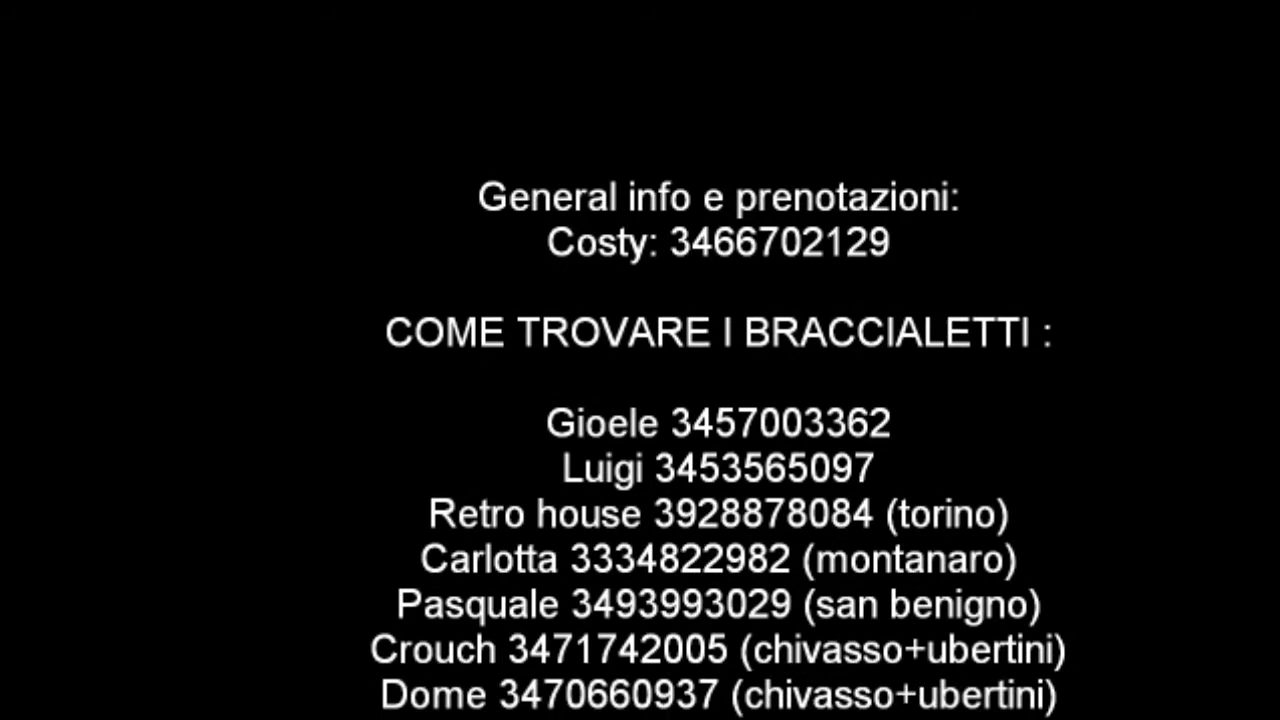 General info e prenotazioni:
Costy: 3466702129
COME TROVARE I BRACCIALETTI :
Gioele 3457003362
Luigi 3453565097
Retro house 3928878084 (torino)
Carlotta 3334822982 (montanaro)
Pasquale 3493993029 (san benigno)
Crouch 3471742005 (chivasso+ubertini)
Dome 3470660937 (chivasso+ubertini)